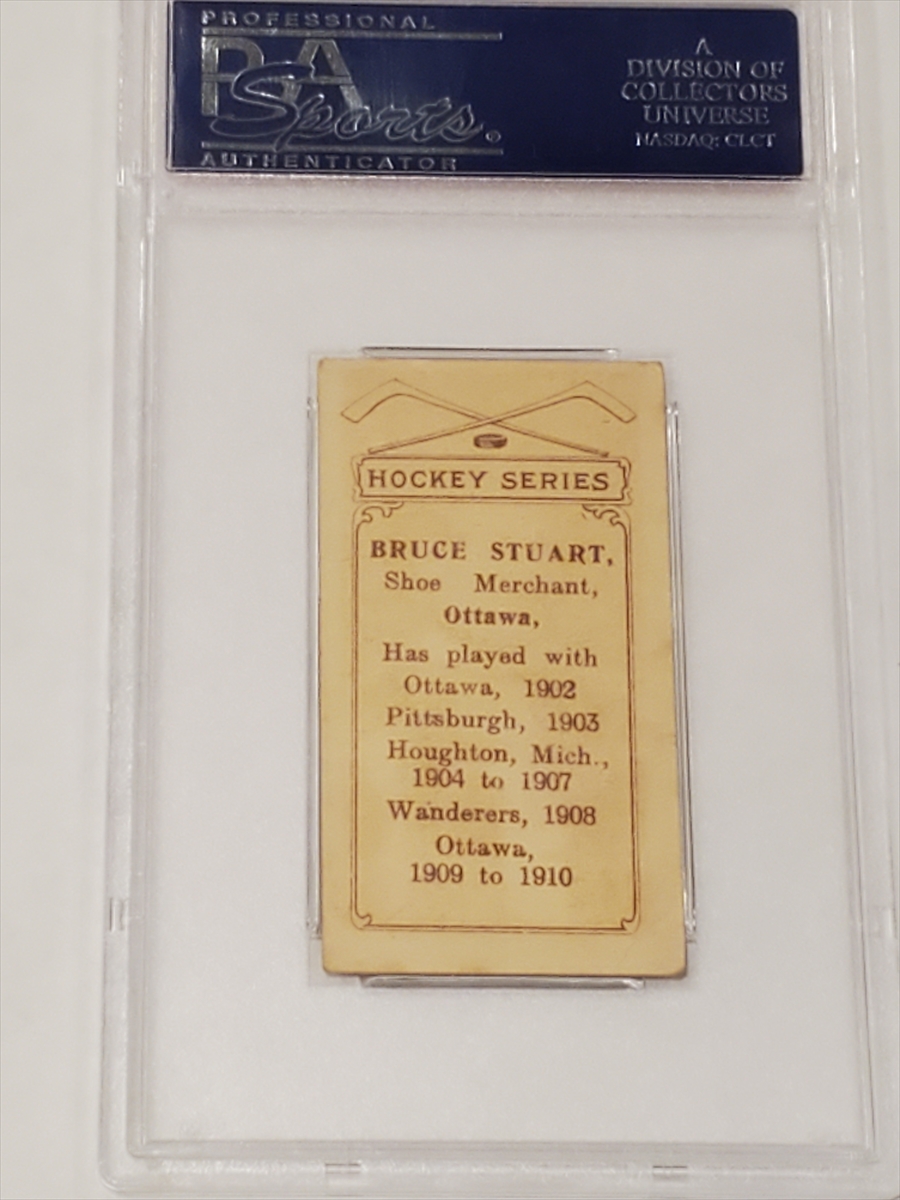 PROFESSIONAL
PSA
Sports
AUTHENTICATOR
A
DIVISION OF
COLLECTORS
UNIVERSE
NASDAQ: CLCT
HOCKEY SERIES
BRUCE STUART,
Shoe Merchant,
Ottawa,
Has played with
Ottawa, 1902
Pittsburgh, 1903
Houghton, Mich.,
1904 to 1907
Wanderers, 1908
Ottawa,
1909 to 1910